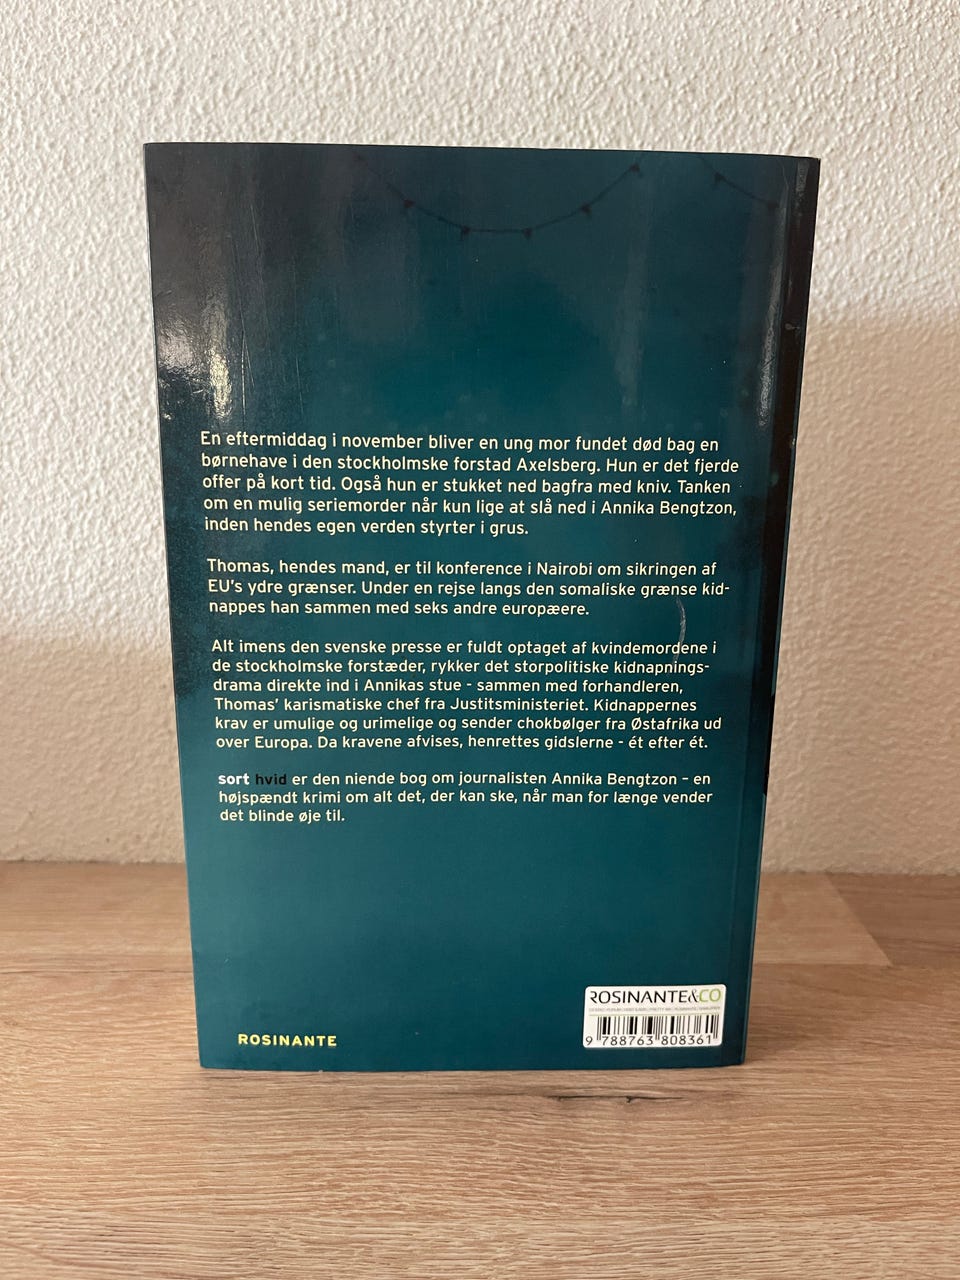 En eftermiddag i november bliver en ung mor fundet død bag en
børnehave i den stockholmske forstad Axelsberg. Hun er det fjerde
offer på kort tid. Også hun er stukket ned bagfra med kniv. Tanken
om en mulig seriemorder når kun lige at slå ned i Annika Bengtzon,
inden hendes egen verden styrter i grus.
Thomas, hendes mand, er til konference i Nairobi om sikringen af
EU's ydre grænser. Under en rejse langs den somaliske grænse kid-
nappes han sammen med seks andre europæere.
Alt imens den svenske presse er fuldt optaget af kvindemordene i
de stockholmske forstæder, rykker det storpolitiske kidnapnings-
drama direkte ind i Annikas stue - sammen med forhandleren,
Thomas' karismatiske chef fra Justitsministeriet. Kidnappernes
krav er umulige og urimelige og sender chokbølger fra Østafrika ud
over Europa. Da kravene afvises, henrettes gidslerne - ét efter ét.
sort hvid er den niende bog om journalisten Annika Bengtzon – en
højspændt krimi om alt det, der kan ske, når man for længe vender
det blinde øje til.
ROSINANTE&CO
9 788763 808361
ROSINANTE